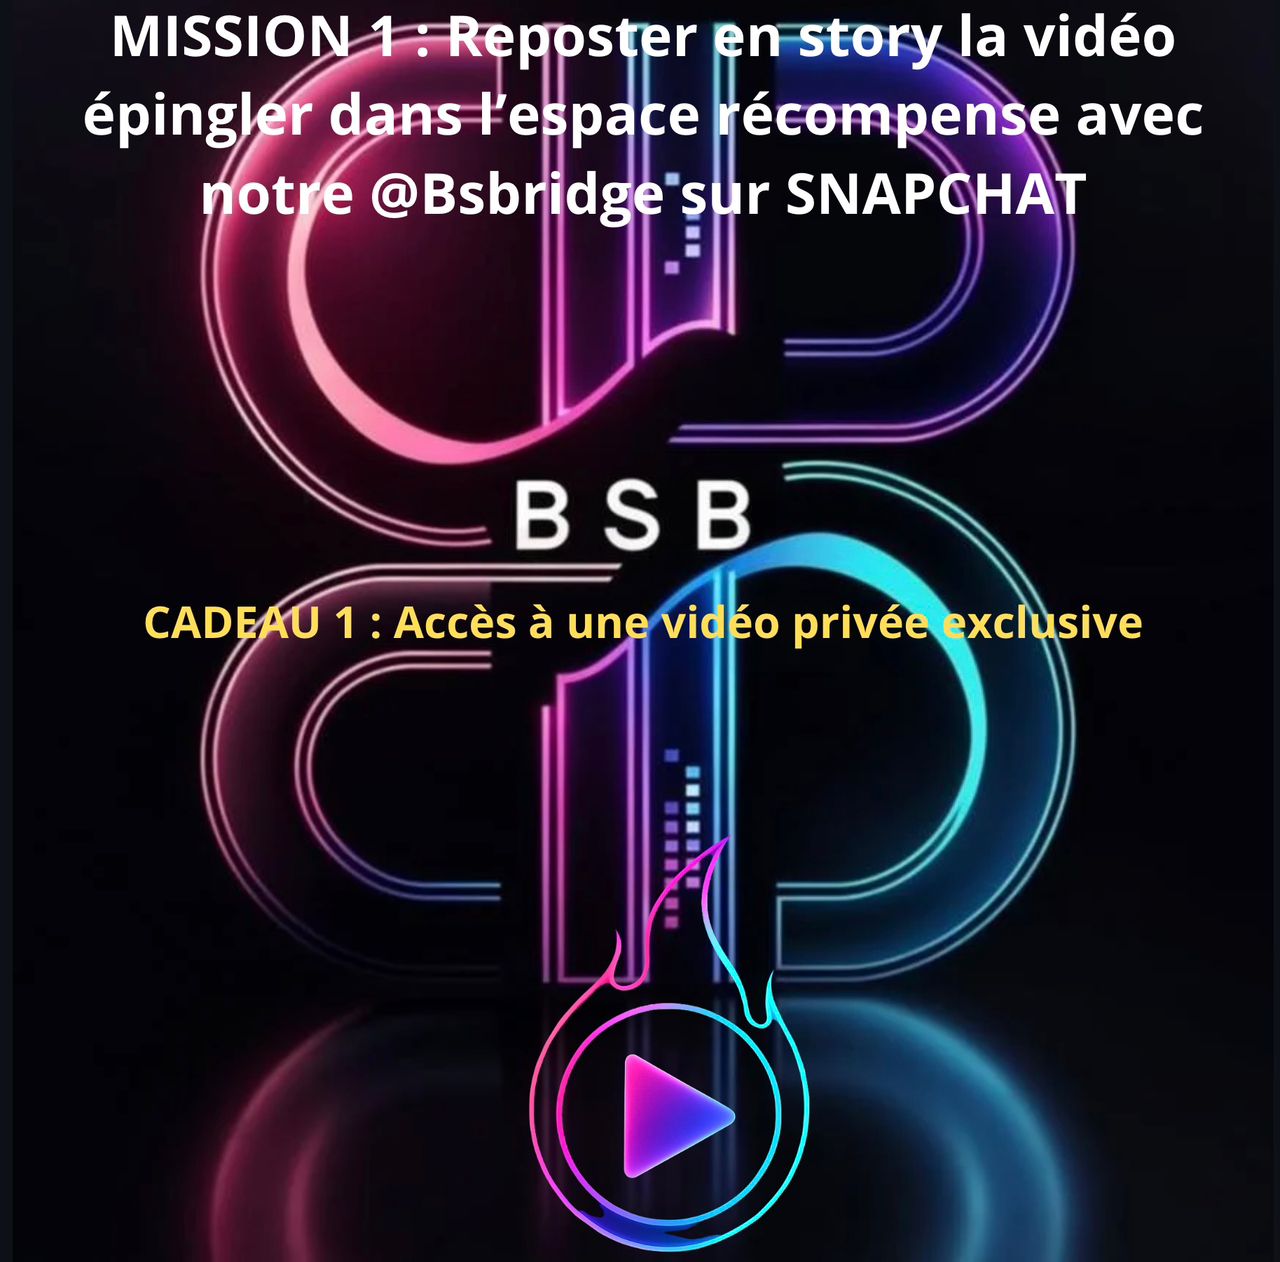 MISSION 1 : Reposter en story la vidéo
épingler dans l’espace récompense avec
notre @Bsbridge sur SNAPCHAT
BSB
CADEAU 1 : Accès à une vidéo privée exclusive